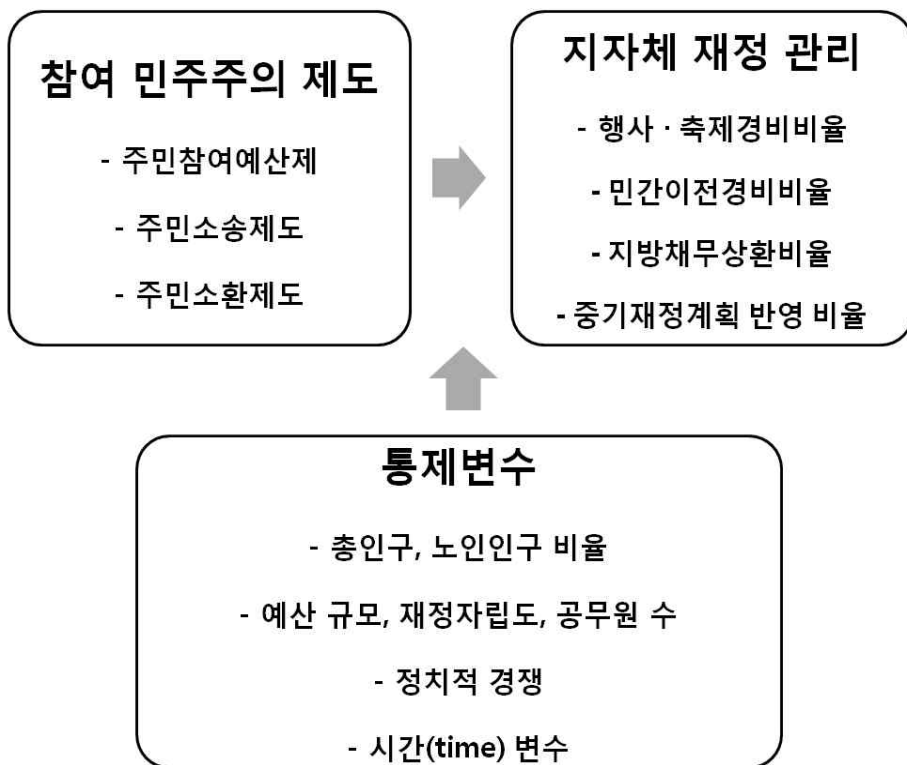 참여 민주주의 제도
- 주민참여예산제
- 주민소송제도
- 주민소환제도
지자체 재정 관리
- 행사 · 축제경비비율
- 민간이전경비비율
- 지방채무상환비율
- 중기재정계획 반영 비율
통제변수
- 총인구, 노인인구 비율
- 예산 규모, 재정자립도, 공무원 수
- 정치적 경쟁
- 시간(time) 변수